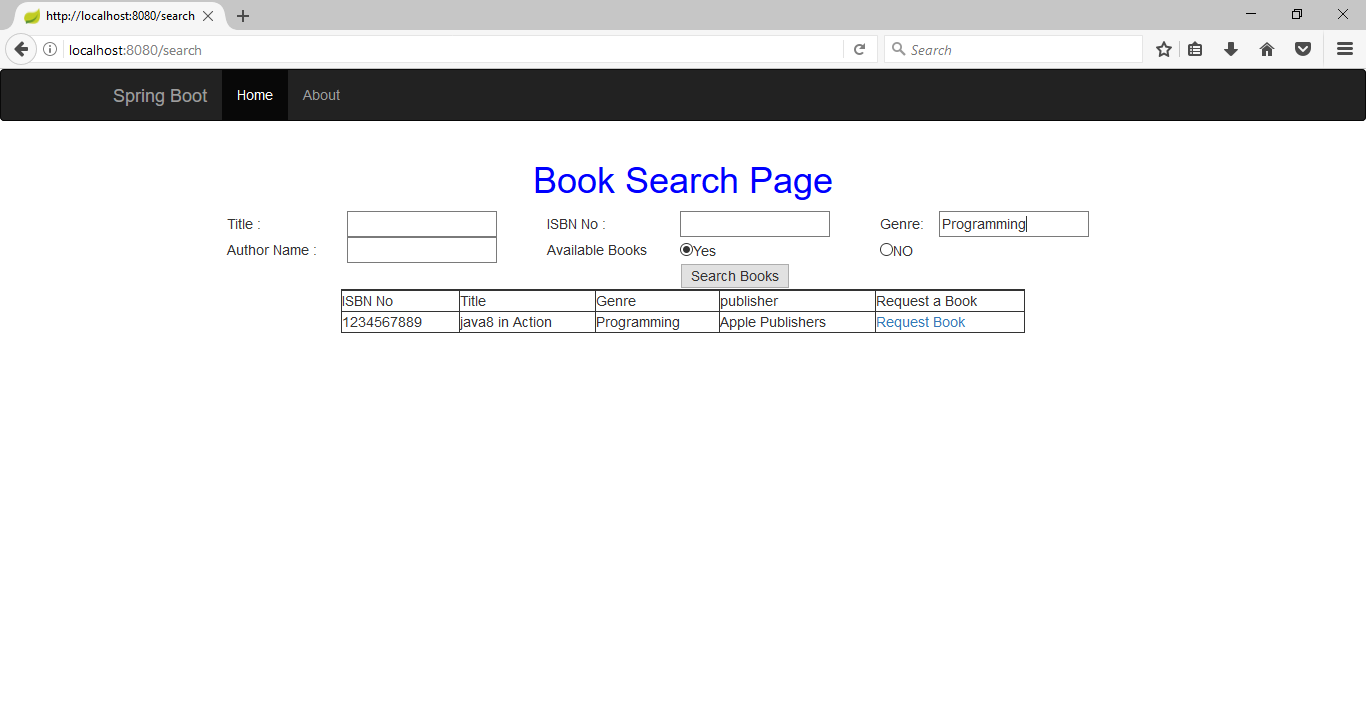 http://localhost:8080/search
localhost:8080/search Search
Spring Boot Home About
Book Search Page
Title : ISBN No : Genre: Programming
Author Name : Available Books Yes NO
Search Books
ISBN No Title Genre publisher Request a Book
1234567889 java8 in Action Programming Apple Publishers Request Book